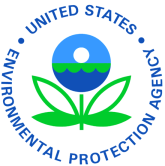 UNITED STATES
ENVIRONMENTAL PROTECTION AGENCY